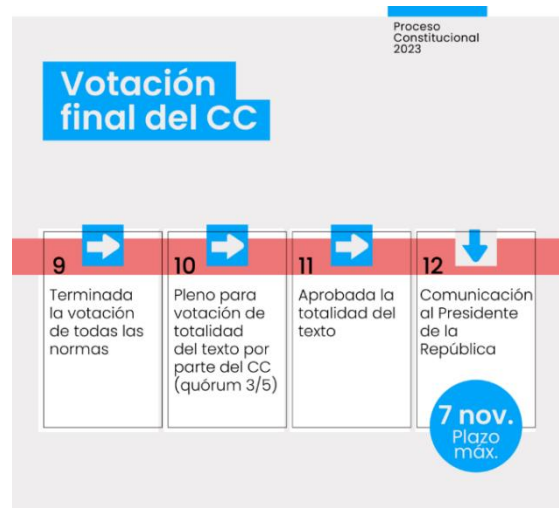 Proceso
Constitucional
2023
Votación
final del CC
9
Terminada
la votación
de todas las
normas
10
Pleno para
votación de
totalidad
del texto por
parte del CC
(quórum 3/5)
11
Aprobada la
totalidad del
texto
12
Comunicación
al Presidente
de la
República
7 nov.
Plazo
máx.